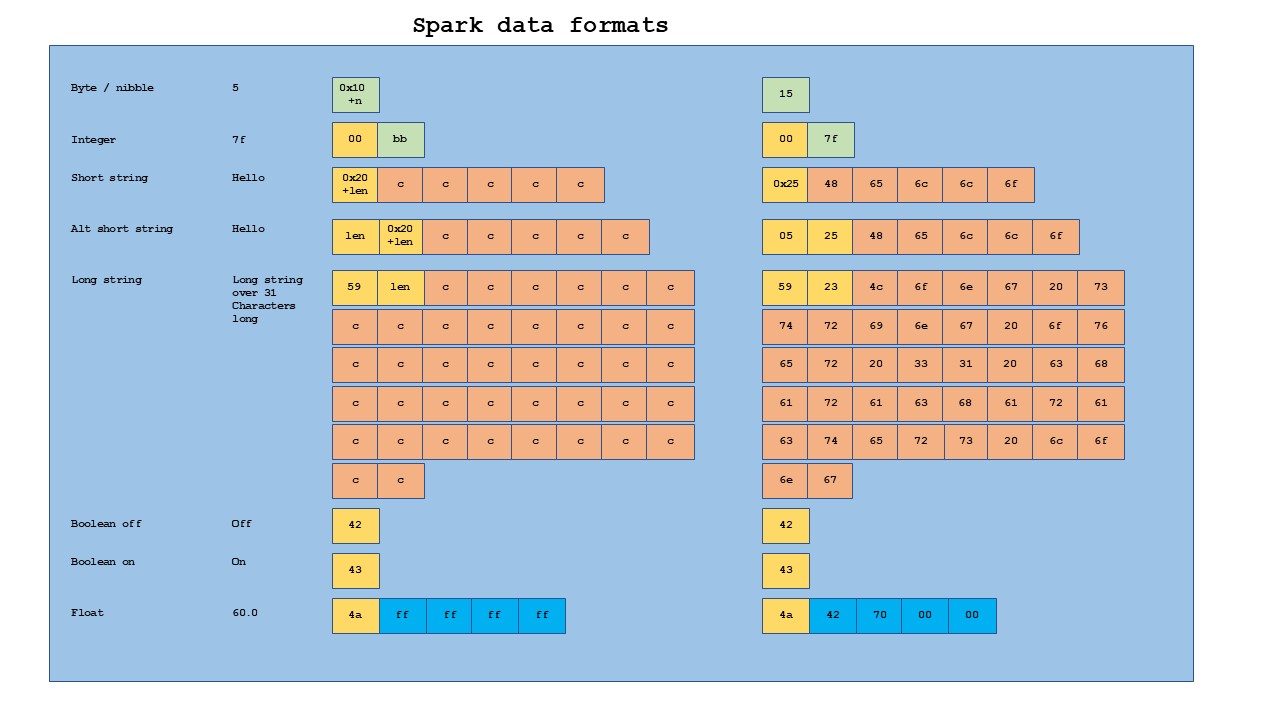 Spark data formats
Byte / nibble 5 0x10 +n 15
Integer 7f 00 bb 00 7f
Short string Hello 0x20 +len c c c c c 0x25 48 65 6c 6c 6f
Alt short string Hello len 0x20 +len c c c c c 05 25 48 65 6c 6c 6f
Long string Long string 59 len c c c c c c 59 23 4c 6f 6e 67 20 73
over 31
Characters
long
c c c c c c c c 74 72 69 6e 67 20 6f 76
c c c c c c c c 65 72 20 33 31 20 63 68
c c c c c c c c 61 72 61 63 68 61 72 61
c c c c c c c c 63 74 65 72 73 20 6c 6f
c c 6e 67
Boolean off Off 42 42
Boolean on On 43 43
Float 60.0 4a ff ff ff ff 4a 42 70 00 00